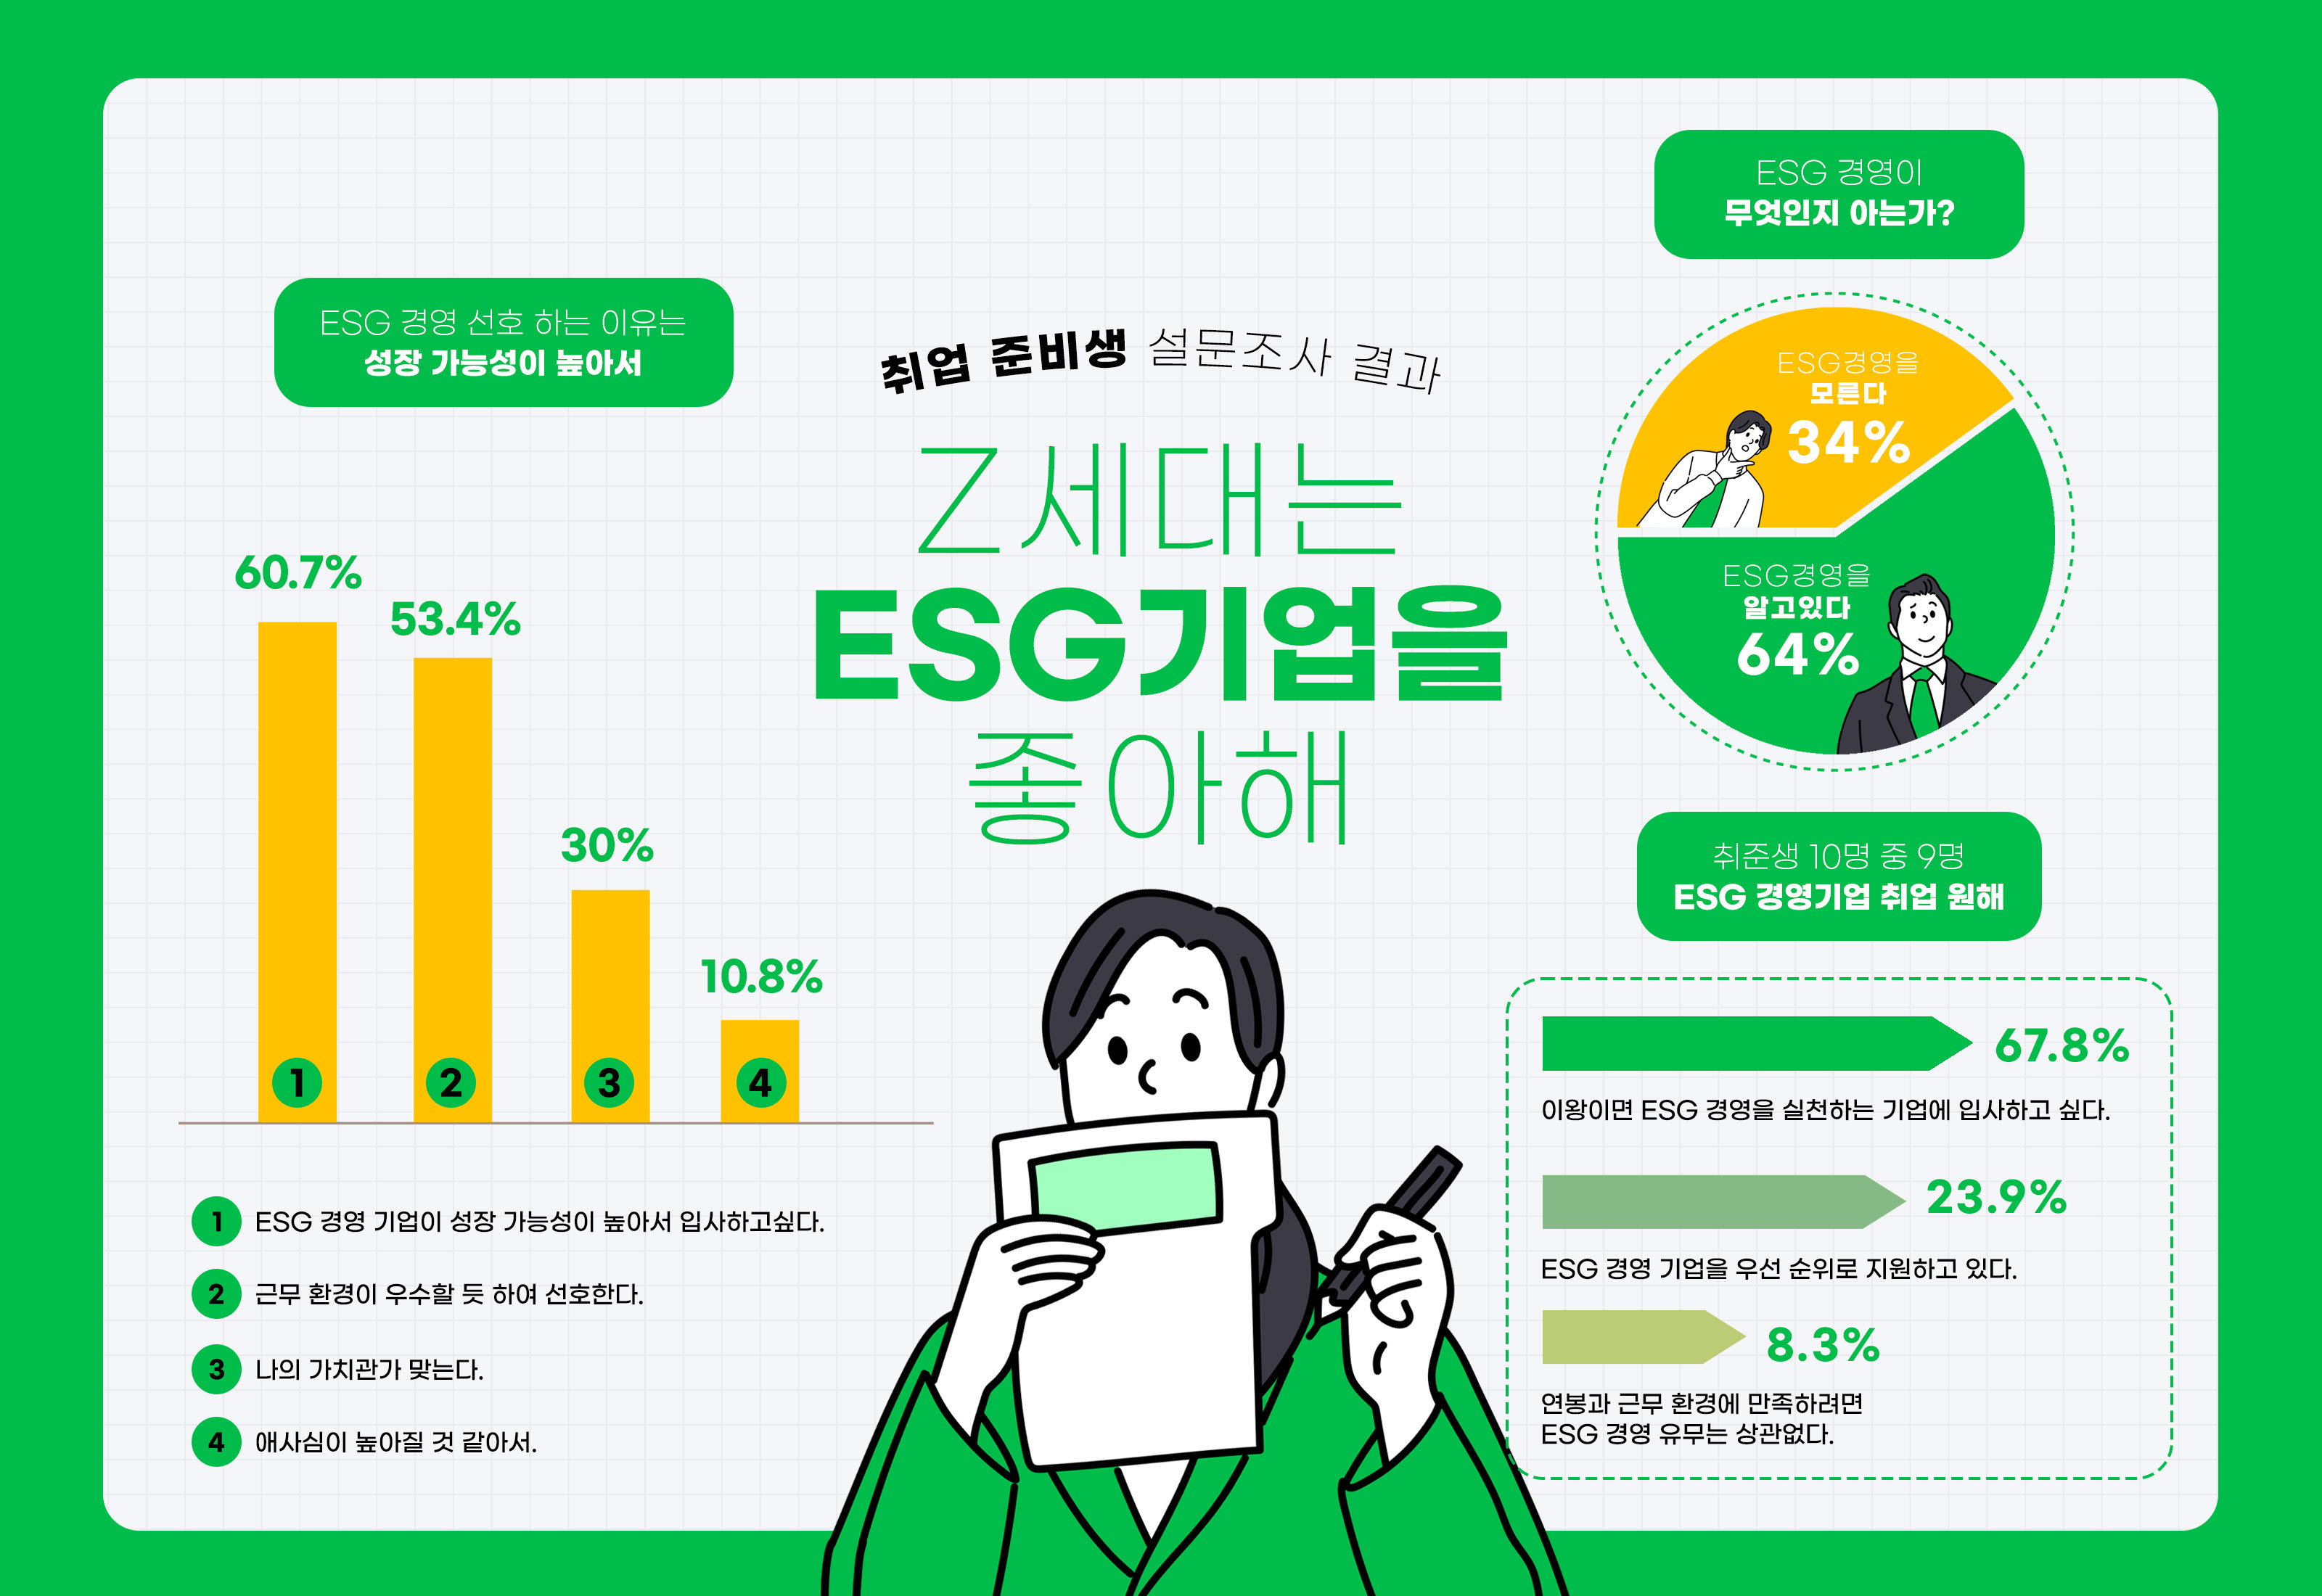 취업 준비생 설문조사 결과
Z세대는
ESG기업을
좋아해
ESG 경영 선호 하는 이유는
성장 가능성이 높아서
60.7%
53.4%
30%
10.8%
1
2
3
4
1 ESG 경영 기업이 성장 가능성이 높아서 입사하고싶다.
2 근무 환경이 우수할 듯 하여 선호한다.
3 나의 가치관가 맞는다.
4 애사심이 높아질 것 같아서.
ESG 경영이
무엇인지 아는가?
ESG경영을
모른다
34%
ESG경영을
알고있다
64%
취준생 10명 중 9명
ESG 경영기업 취업 원해
67.8%
이왕이면 ESG 경영을 실천하는 기업에 입사하고 싶다.
23.9%
ESG 경영 기업을 우선 순위로 지원하고 있다.
8.3%
연봉과 근무 환경에 만족하려면
ESG 경영 유무는 상관없다.